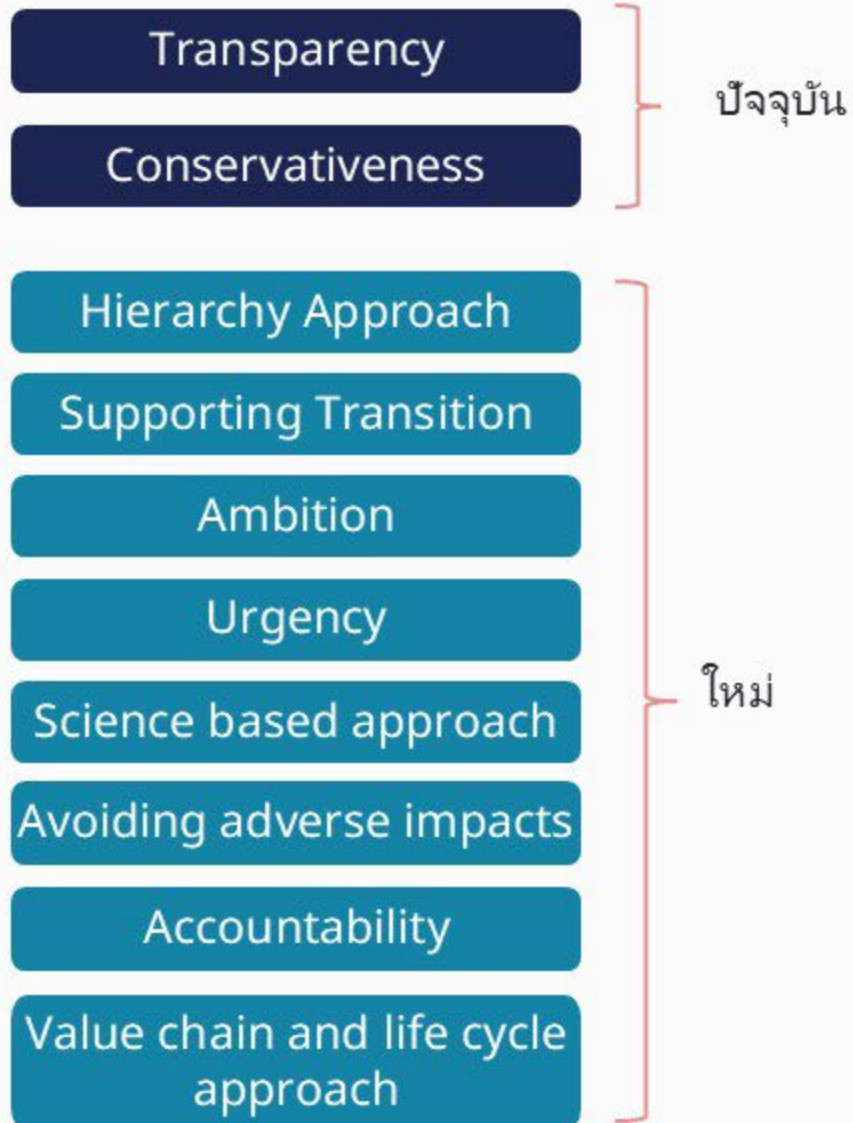 Transparency
Conservativeness
ปัจจุบัน
Hierarchy Approach
Supporting Transition
Ambition
Urgency
Science based approach
Avoiding adverse impacts
Accountability
Value chain and life cycle
approach
ใหม่